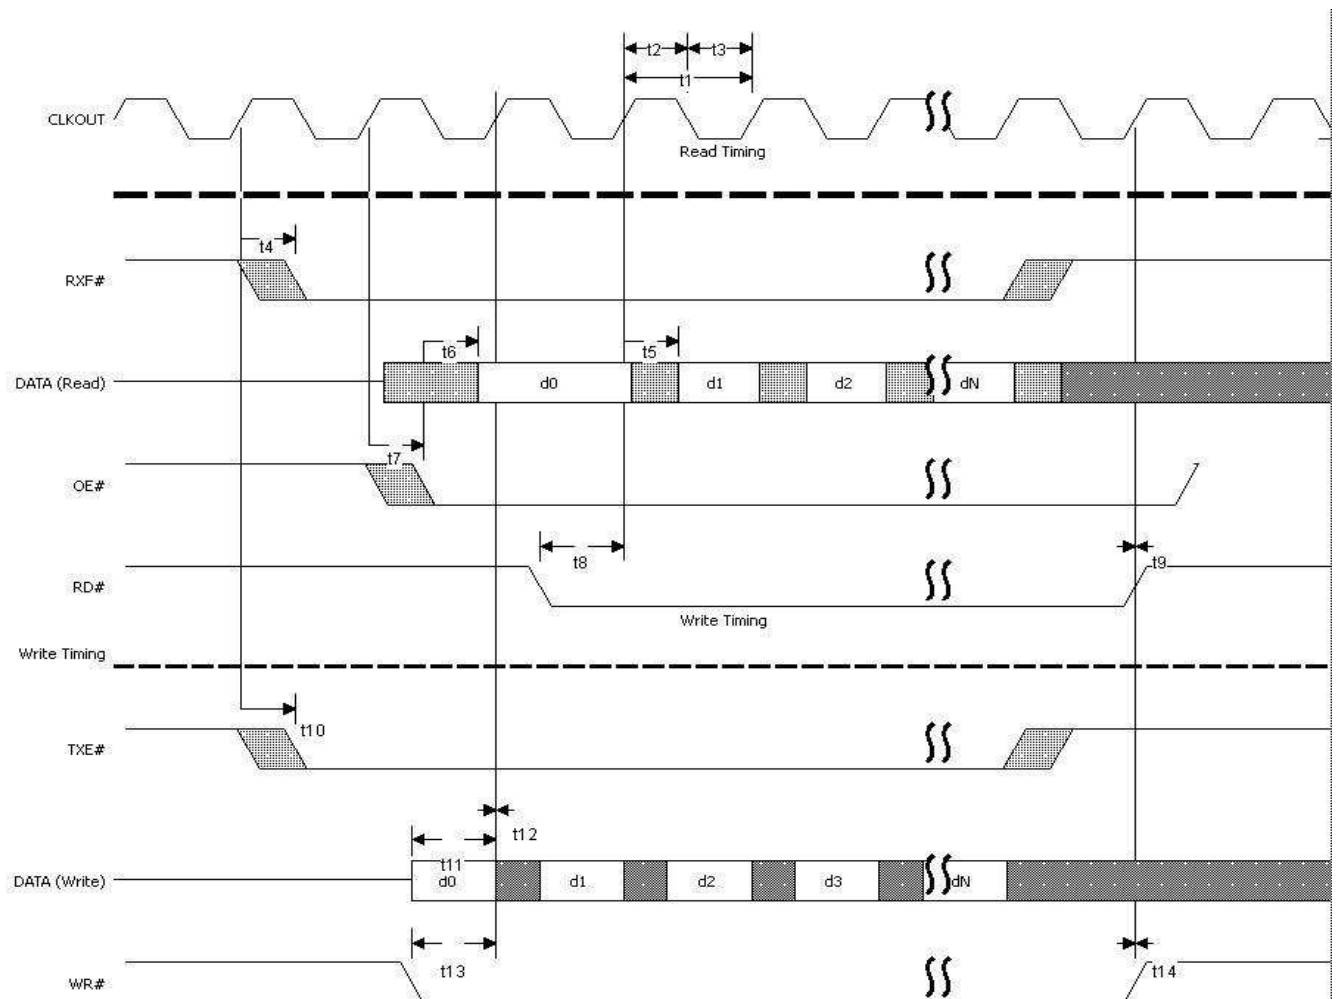 t2 t3
t1
CLKOUT
Read Timing
t4
RXF#
t6 t5
DATA (Read) d0 d1 d2 dN
t7
OE#
t8 t9
RD#
Write Timing
Write Timing
t10
TXE#
t12
t11
DATA (Write) d0 d1 d2 d3 dN
t13 t14
WR#